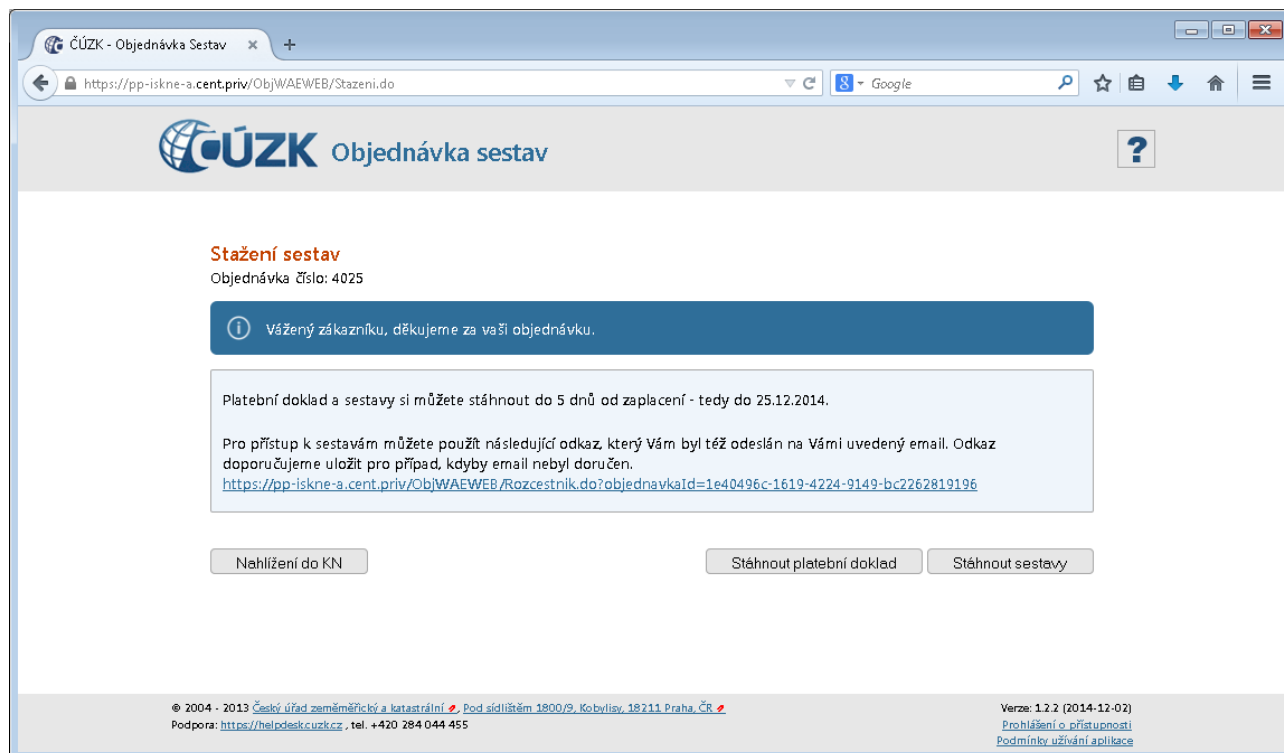 ČÚZK - Objednávka Sestav
https://pp-iskne-a.cent.priv/ObjWAEWEB/Stazeni.do
Google
ČÚZK Objednávka sestav
?
Stažení sestav
Objednávka číslo: 4025
Vážený zákazníku, děkujeme za vaši objednávku.
Platební doklad a sestavy si můžete stáhnout do 5 dnů od zaplacení - tedy do 25.12.2014.
Pro přístup k sestavám můžete použít následující odkaz, který Vám byl též odeslán na Vámi uvedený email. Odkaz
doporučujeme uložit pro případ, kdyby email nebyl doručen.
https://pp-iskne-a.cent.priv/ObjWAEWEB/Rozcestnik.do?objednavkaId=1e40496c-1619-4224-9149-bc2262819196
Nahlížení do KN
Stáhnout platební doklad
Stáhnout sestavy
© 2004 - 2013 Český úřad zeměměřický a katastrální, Pod sídlištěm 1800/9, Kobylisy, 18211 Praha, ČR
Podpora: https://helpdesk.cuzk.cz , tel. +420 284 044 455
Verze: 1.2.2 (2014-12-02)
Prohlášení o přístupnosti
Podmínky užívání aplikace